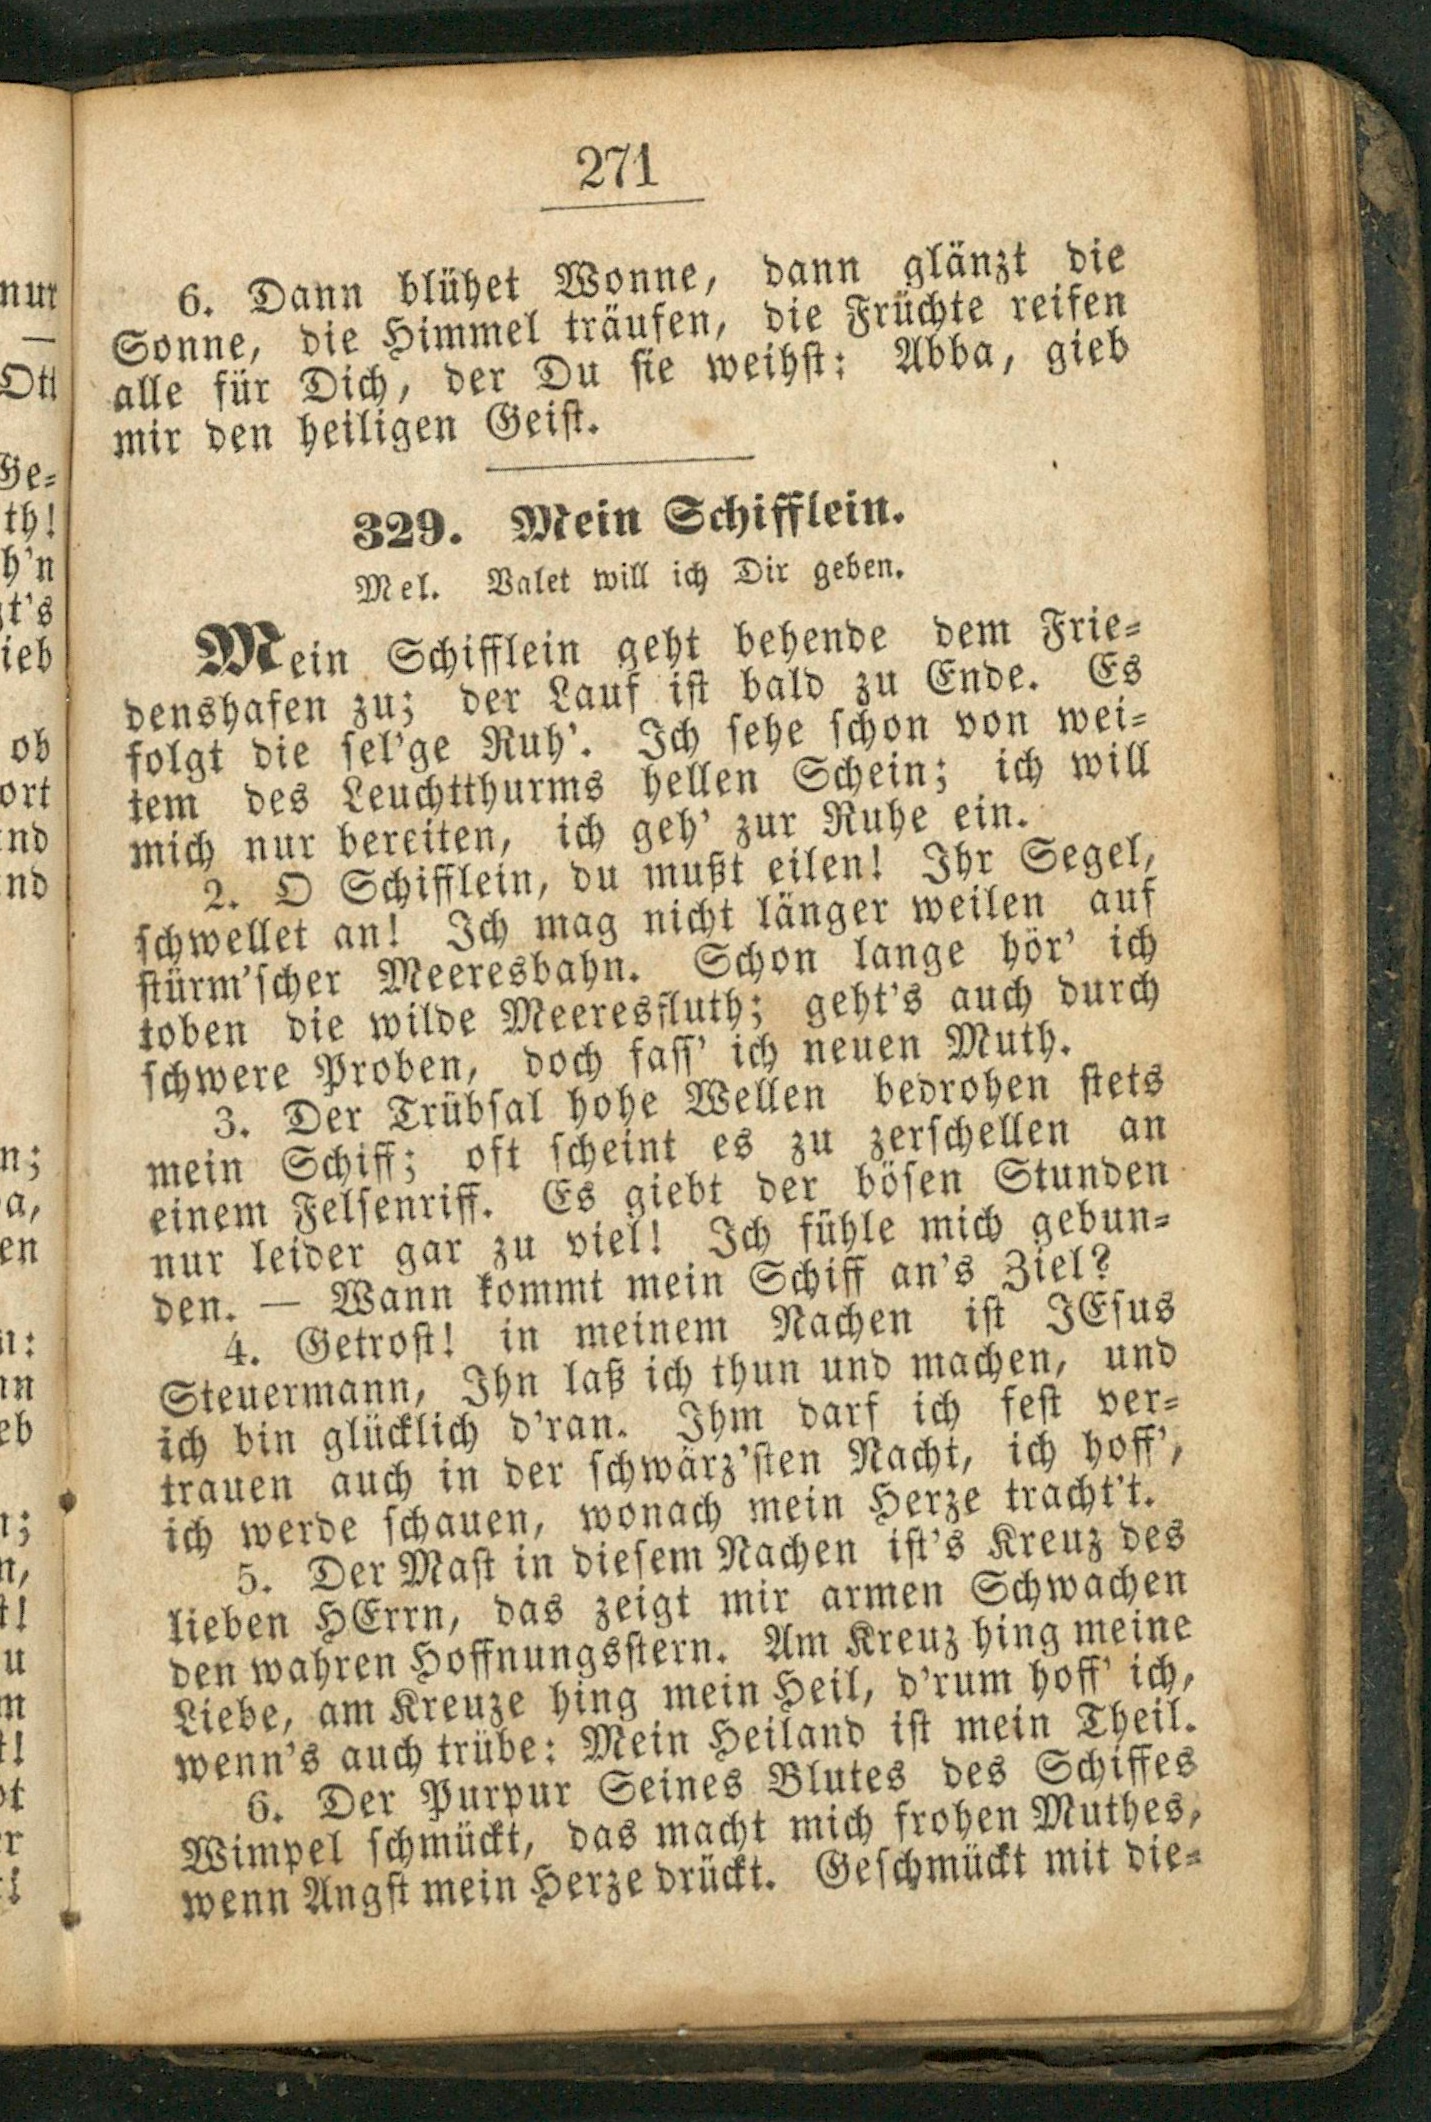 271
6. Dann blühet Wonne, dann glänzt die
Sonne, die Himmel träufen, die Früchte reifen
alle für Dich, der Du sie weihst: Abba, gieb
mir den heiligen Geist.
329. Mein Schifflein.
Mel. Valet will ich Dir geben.
Mein Schifflein geht behende dem Frie-
denshafen zu; der Lauf ist bald zu Ende. Es
folgt die sel'ge Ruh'. Ich sehe schon von wei-
tem des Leuchtthurms hellen Schein; ich will
mich nur bereiten, ich geh' zur Ruhe ein.
2. O Schifflein, du mußt eilen! Ihr Segel,
schwellet an! Ich mag nicht länger weilen auf
stürm'scher Meeresbahn. Schon lange hör' ich
toben die wilde Meeresfluth; geht's auch durch
schwere Proben, doch fass' ich neuen Muth.
3. Der Trübsal hohe Wellen bedrohen stets
mein Schiff; oft scheint es zu zerschellen an
einem Felsenriff. Es giebt der bösen Stunden
nur leider gar zu viel! Ich fühle mich gebun-
den. — Wann kommt mein Schiff an's Ziel?
4. Getrost! in meinem Nachen ist JEsus
Steuermann, Ihn laß ich thun und machen, und
ich bin glücklich d'ran. Ihm darf ich fest ver-
trauen auch in der schwärz'sten Nacht, ich hoff',
ich werde schauen, wonach mein Herze tracht't.
5. Der Mast in diesem Nachen ist's Kreuz des
lieben HErrn, das zeigt mir armen Schwachen
den wahren Hoffnungsstern. Am Kreuz hing meine
Liebe, am Kreuze hing mein Heil, d'rum hoff' ich,
wenn's auch trübe: Mein Heiland ist mein Theil.
6. Der Purpur Seines Blutes des Schiffes
Wimpel schmückt, das macht mich frohen Muthes,
wenn Angst mein Herze drückt. Geschmückt mit die-